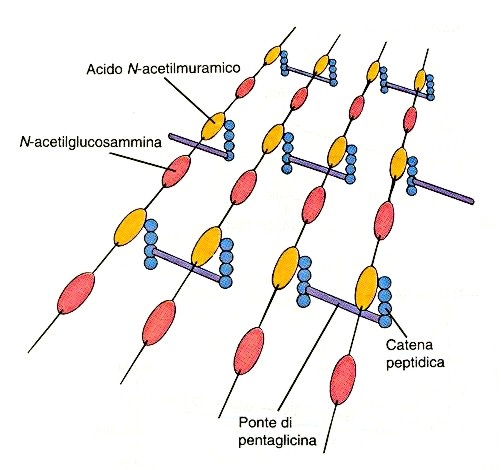 Acido N-acetilmuramico
N-acetilglucosammina
Catena
peptidica
Ponte di
pentaglicina